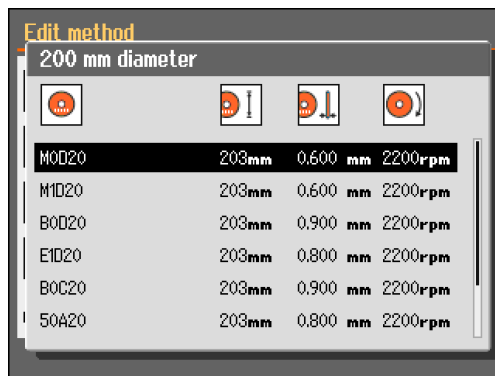 Edit method
200 mm diameter
M0D20 203mm 0.600 mm 2200rpm
M1D20 203mm 0.600 mm 2200rpm
B0D20 203mm 0.900 mm 2200rpm
E1D20 203mm 0.800 mm 2200rpm
B0C20 203mm 0.900 mm 2200rpm
50A20 203mm 0.800 mm 2200rpm